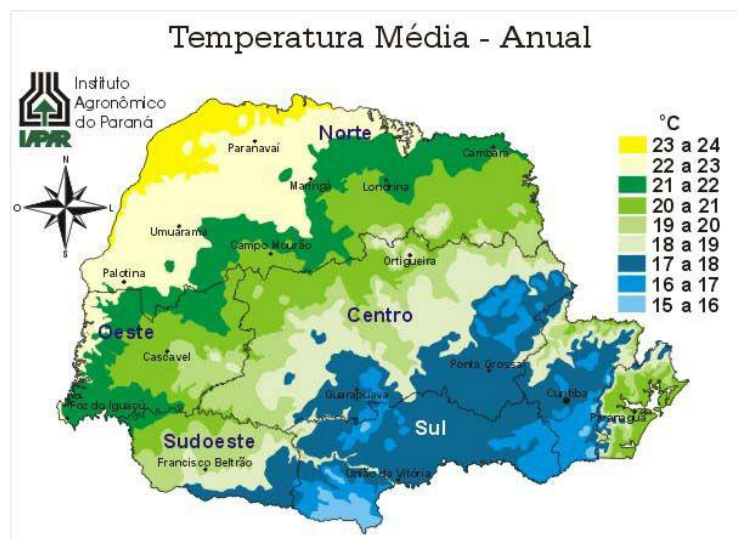 Temperatura Média - Anual
Instituto
Agronômico
do Paraná
IAPAR
N
O
L
S
°C
23 a 24
22 a 23
21 a 22
20 a 21
19 a 20
18 a 19
17 a 18
16 a 17
15 a 16
Norte
Paranavaí
Cambará
Maringá
Londrina
Umuarama
Campo Mourão
Ortigueira
Palotina
Oeste
Centro
Cascavel
Ponta Grossa
Guarapuava
Curitiba
Foz do Iguaçú
Paranaguá
Sudoeste
Sul
Francisco Beltrão
União da Vitória